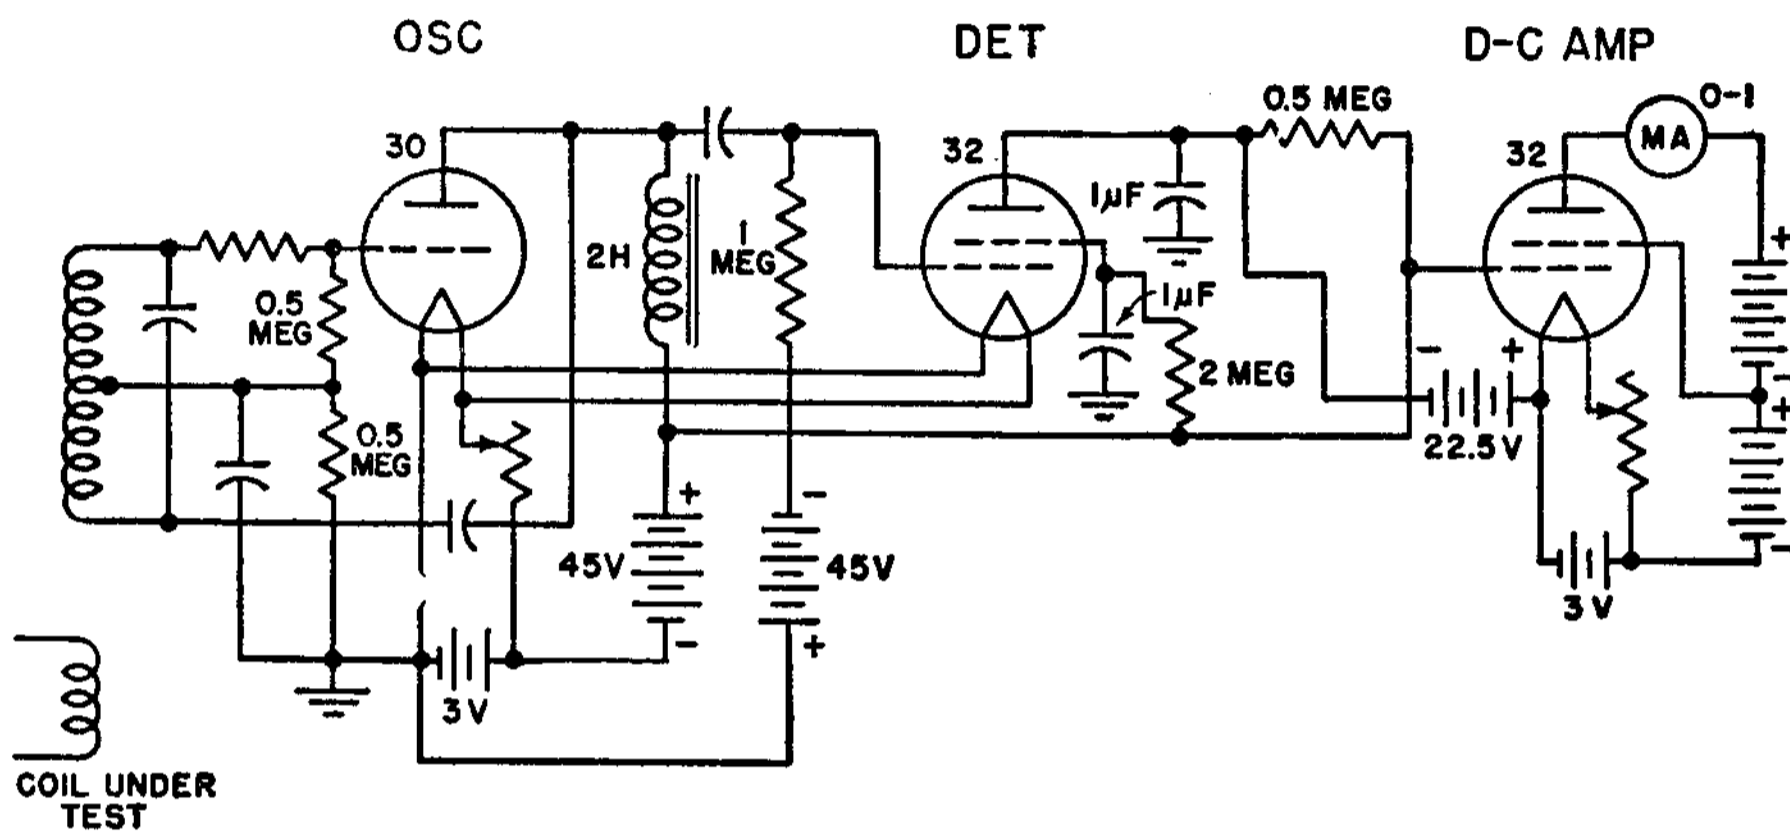 OSC
DET
D-C AMP
30
32
32
0.5 MEG
0-1
MA
1µF
2H
1
MEG
0.5
MEG
1µF
2 MEG
0.5
MEG
-
+
22.5V
+
-
+
-
3V
+
-
45V
-
+
45V
3V
COIL UNDER
TEST